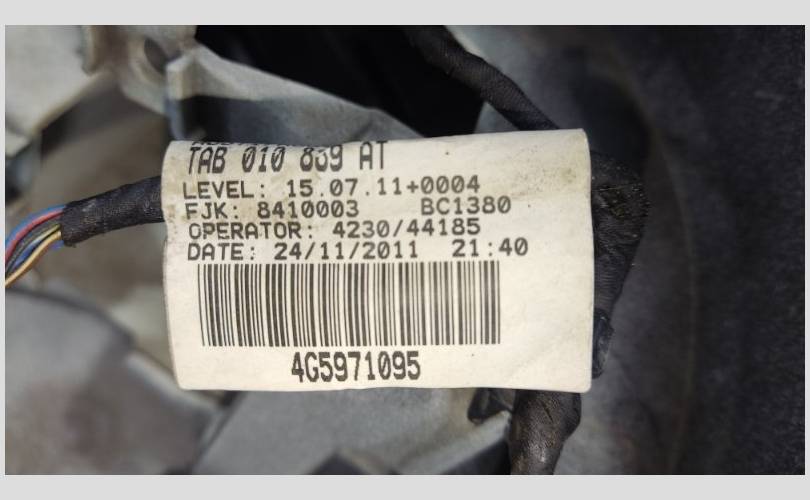 TAB 010 839 AT
LEVEL: 15.07.11+0004
FJK: 8410003 BC1380
OPERATOR: 4230/44185
DATE: 24/11/2011 21:40
4G5971095